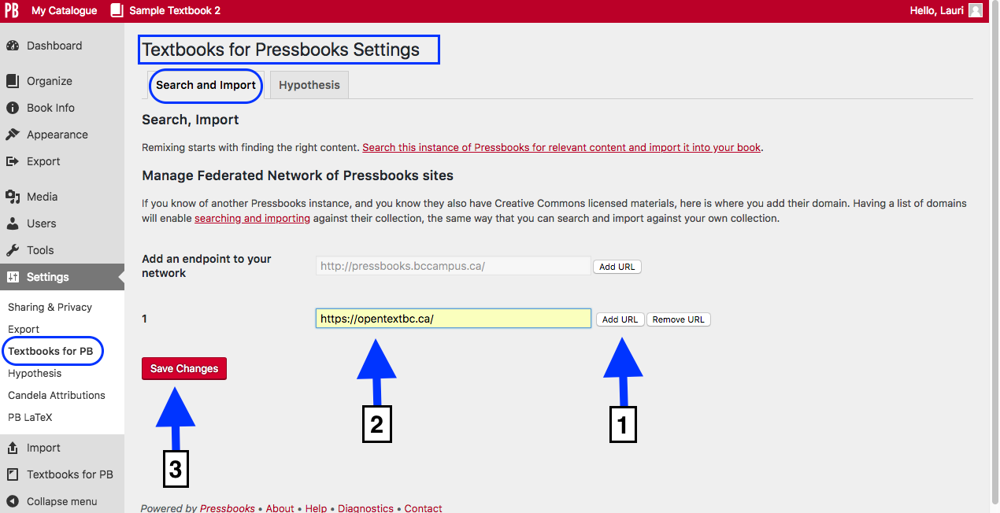 PB My Catalogue Sample Textbook 2 Hello, Lauri
Dashboard
Organize
Book Info
Appearance
Export
Media
Users
Tools
Settings
Sharing & Privacy
Export
Textbooks for PB
Hypothesis
Candela Attributions
PB LaTeX
Import
Textbooks for PB
Collapse menu
Textbooks for Pressbooks Settings
Search and Import Hypothesis
Search, Import
Remixing starts with finding the right content. Search this instance of Pressbooks for relevant content and import it into your book.
Manage Federated Network of Pressbooks sites
If you know of another Pressbooks instance, and you know they also have Creative Commons licensed materials, here is where you add their domain. Having a list of domains
will enable searching and importing against their collection, the same way that you can search and import against your own collection.
Add an endpoint to your
network
http://pressbooks.bccampus.ca/ Add URL
1 https://opentextbc.ca/ Add URL Remove URL
Save Changes
2 1
3
Powered by Pressbooks • About • Help • Diagnostics • Contact